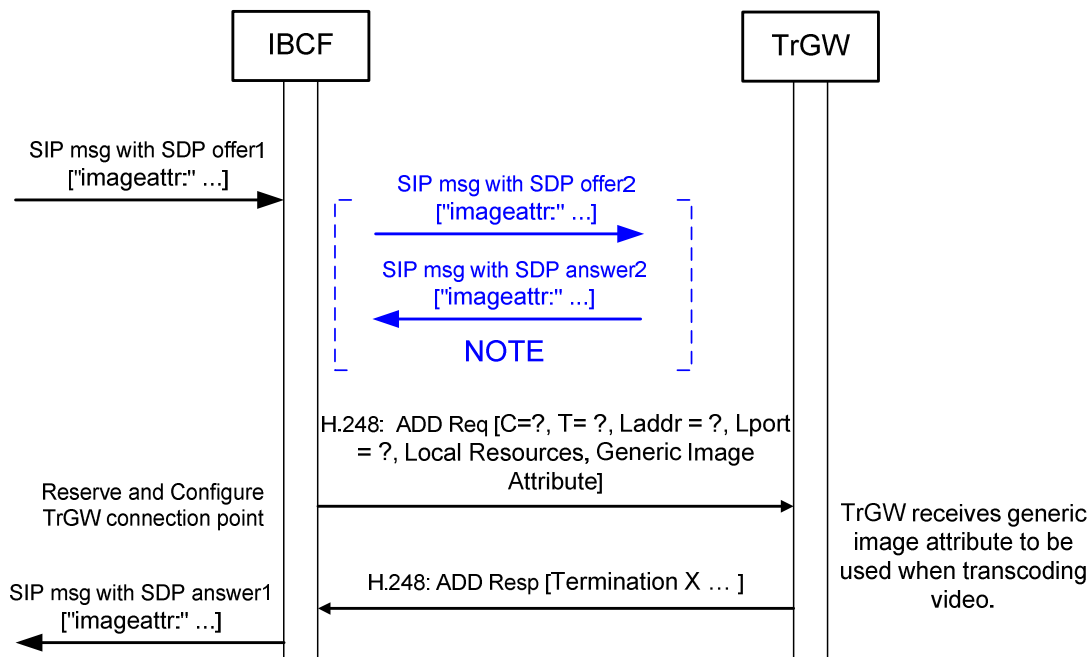 IBCF
TrGW
SIP msg with SDP offer1
["imageattr:" ...]
SIP msg with SDP offer2
["imageattr:" ...]
SIP msg with SDP answer2
["imageattr:" ...]
NOTE
H.248: ADD Req [C=?, T= ?, Laddr = ?, Lport
= ?, Local Resources, Generic Image
Attribute]
Reserve and Configure
TrGW connection point
TrGW receives generic
image attribute to be
used when transcoding
video.
H.248: ADD Resp [Termination X ... ]
SIP msg with SDP answer1
["imageattr:" ...]